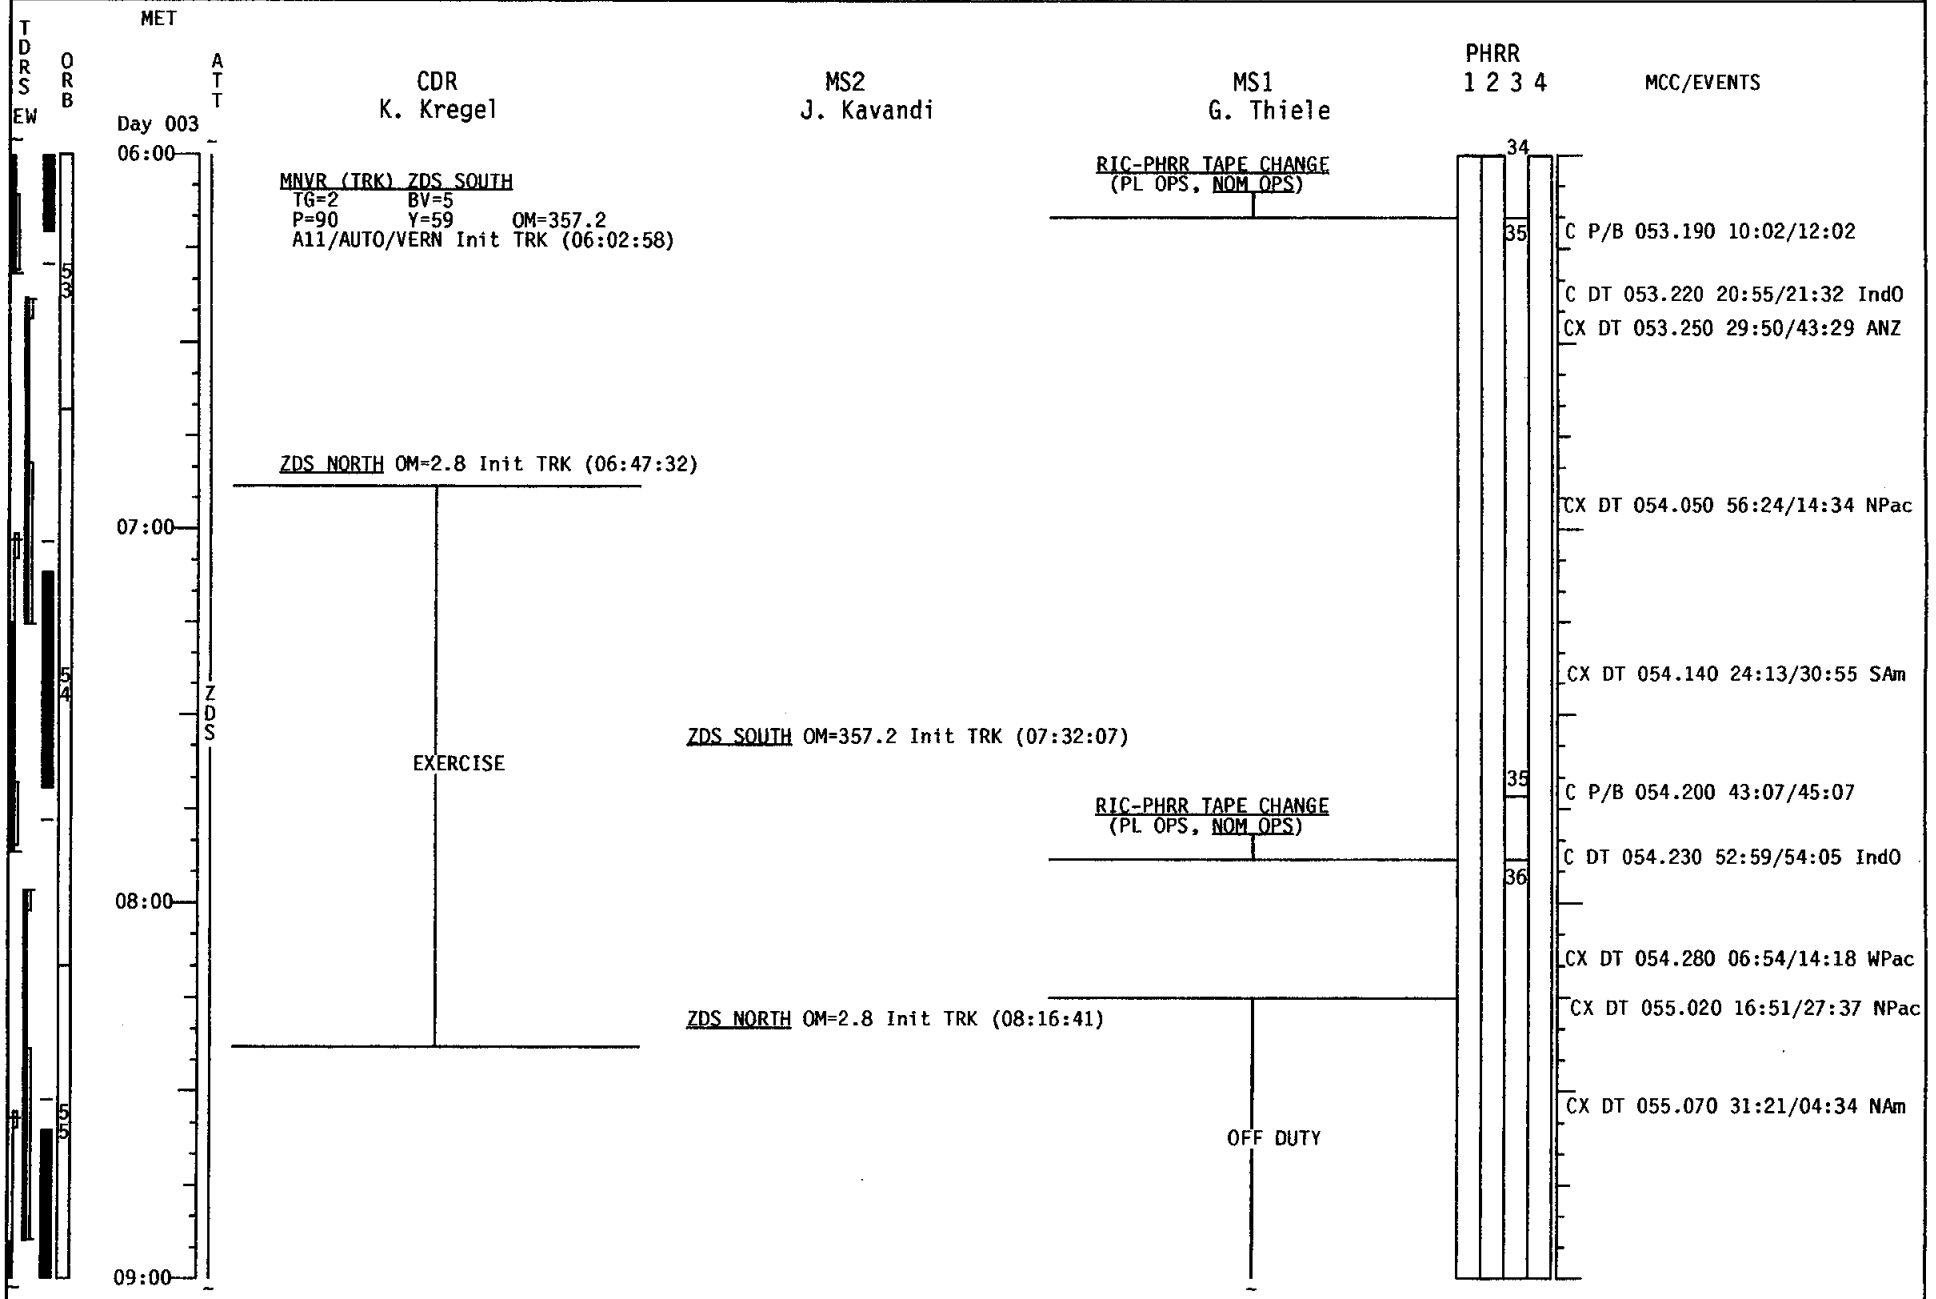 MET
TDRS
ORB
ATT
EW
CDR
K. Kregel
MS2
J. Kavandi
MS1
G. Thiele
PHRR
1 2 3 4
MCC/EVENTS
Day 003
06:00
MNVR (TRK) ZDS SOUTH
TG=2 BV=5
P=90 Y=59 OM=357.2
A11/AUTO/VERN Init TRK (06:02:58)
RIC-PHRR TAPE CHANGE
(PL OPS, NOM OPS)
34
35
C P/B 053.190 10:02/12:02
53
C DT 053.220 20:55/21:32 IndO
CX DT 053.250 29:50/43:29 ANZ
ZDS NORTH OM=2.8 Init TRK (06:47:32)
CX DT 054.050 56:24/14:34 NPac
07:00
54
CX DT 054.140 24:13/30:55 SAm
ZDS
ZDS SOUTH OM=357.2 Init TRK (07:32:07)
EXERCISE
35
C P/B 054.200 43:07/45:07
RIC-PHRR TAPE CHANGE
(PL OPS, NOM OPS)
C DT 054.230 52:59/54:05 IndO
36
08:00
CX DT 054.280 06:54/14:18 WPac
CX DT 055.020 16:51/27:37 NPac
ZDS NORTH OM=2.8 Init TRK (08:16:41)
55
CX DT 055.070 31:21/04:34 NAm
OFF DUTY
09:00